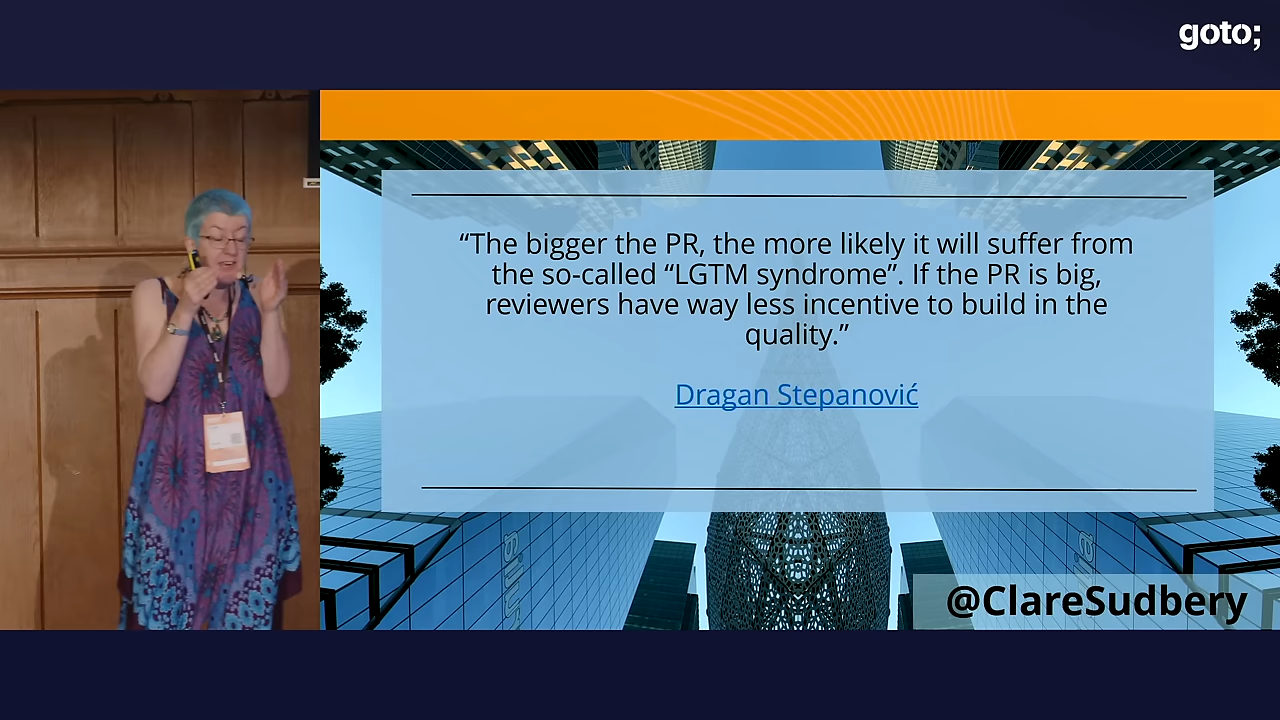 goto;
“The bigger the PR, the more likely it will suffer from
the so-called “LGTM syndrome”. If the PR is big,
reviewers have way less incentive to build in the
quality.”
Dragan Stepanović
@ClareSudbery